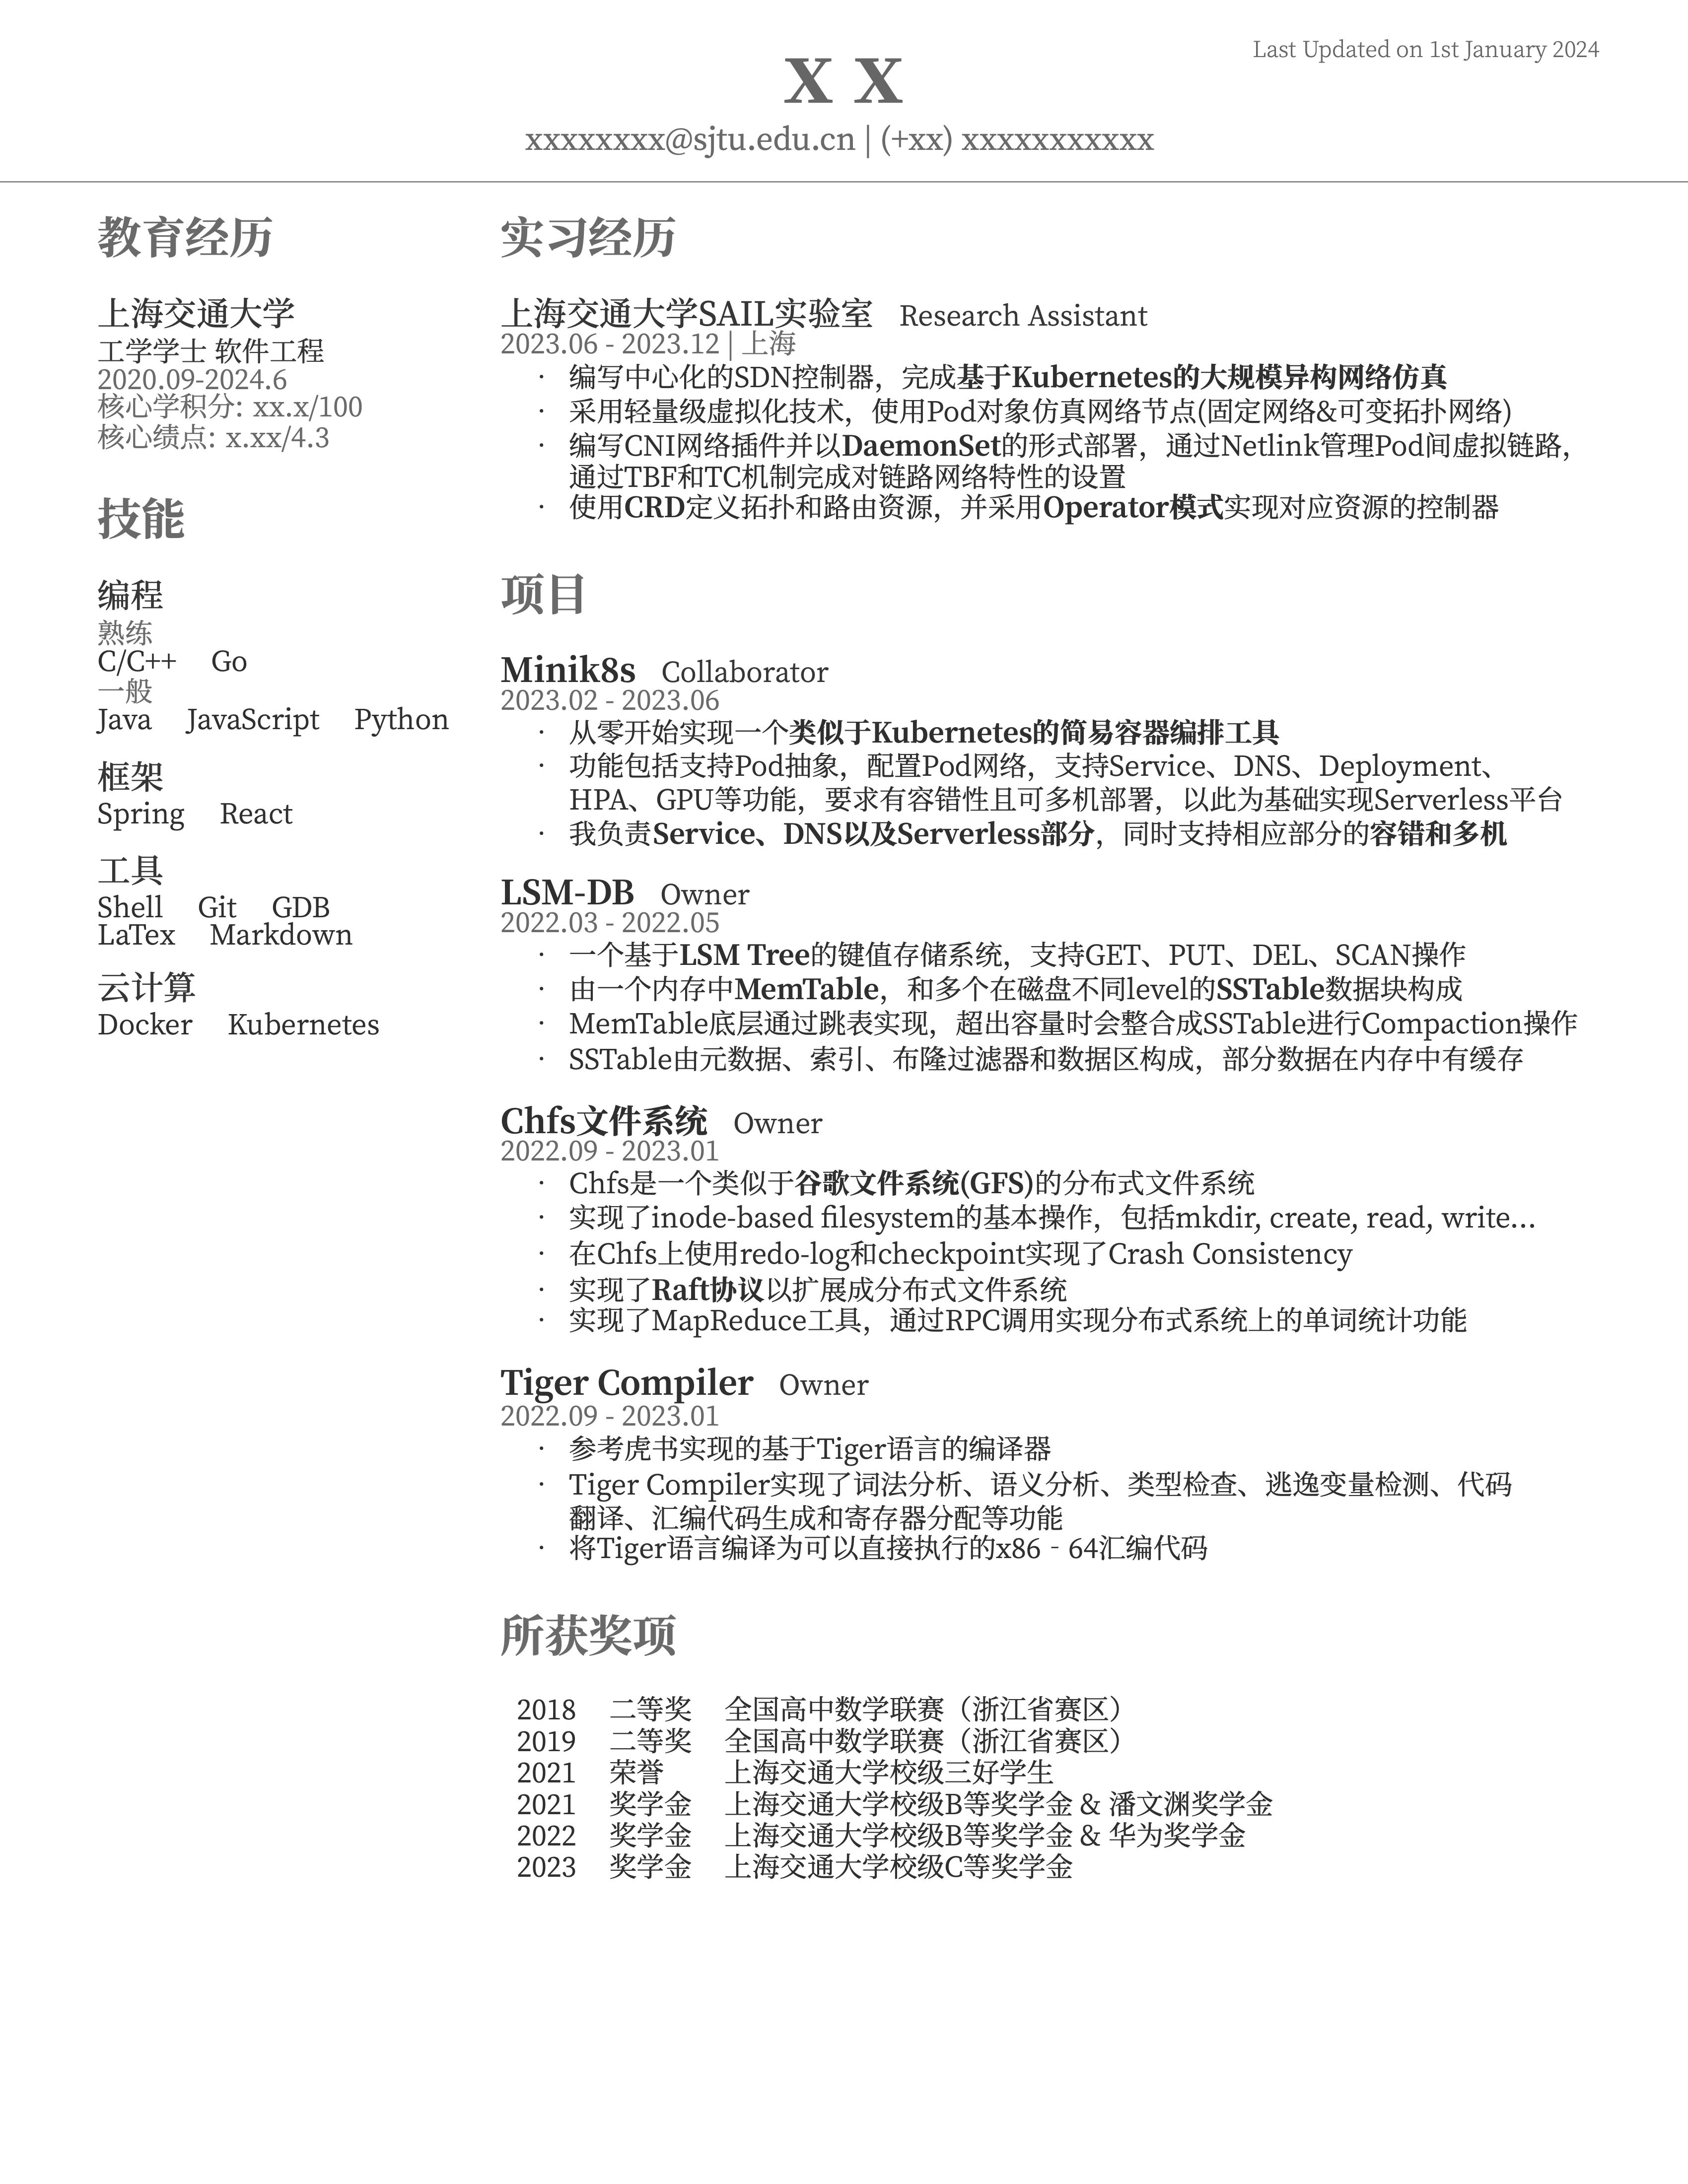 Last Updated on 1st January 2024
X X
xxxxxxxx@sjtu.edu.cn | (+xx) xxxxxxxxxxx
教育经历
上海交通大学
工学学士 软件工程
2020.09-2024.6
核心学积分: xx.x/100
核心绩点: x.xx/4.3
技能
编程
熟练
C/C++ Go
一般
Java JavaScript Python
框架
Spring React
工具
Shell Git GDB
LaTex Markdown
云计算
Docker Kubernetes
实习经历
上海交通大学SAIL实验室 Research Assistant
2023.06 - 2023.12 | 上海
· 编写中心化的SDN控制器，完成基于Kubernetes的大规模异构网络仿真
· 采用轻量级虚拟化技术，使用Pod对象仿真网络节点(固定网络&可变拓扑网络)
· 编写CNI网络插件并以DaemonSet的形式部署，通过Netlink管理Pod间虚拟链路，
通过TBF和TC机制完成对链路网络特性的设置
· 使用CRD定义拓扑和路由资源，并采用Operator模式实现对应资源的控制器
项目
Minik8s Collaborator
2023.02 - 2023.06
· 从零开始实现一个类似于Kubernetes的简易容器编排工具
· 功能包括支持Pod抽象，配置Pod网络，支持Service、DNS、Deployment、
HPA、GPU等功能，要求有容错性且可多机部署，以此为基础实现Serverless平台
· 我负责Service、DNS以及Serverless部分，同时支持相应部分的容错和多机
LSM-DB Owner
2022.03 - 2022.05
· 一个基于LSM Tree的键值存储系统，支持GET、PUT、DEL、SCAN操作
· 由一个内存中MemTable，和多个在磁盘不同level的SSTable数据块构成
· MemTable底层通过跳表实现，超出容量时会整合成SSTable进行Compaction操作
· SSTable由元数据、索引、布隆过滤器和数据区构成，部分数据在内存中有缓存
Chfs文件系统 Owner
2022.09 - 2023.01
· Chfs是一个类似于谷歌文件系统(GFS)的分布式文件系统
· 实现了inode-based filesystem的基本操作，包括mkdir, create, read, write...
· 在Chfs上使用redo-log和checkpoint实现了Crash Consistency
· 实现了Raft协议以扩展成分布式文件系统
· 实现了MapReduce工具，通过RPC调用实现分布式系统上的单词统计功能
Tiger Compiler Owner
2022.09 - 2023.01
· 参考虎书实现的基于Tiger语言的编译器
· Tiger Compiler实现了词法分析、语义分析、类型检查、逃逸变量检测、代码
翻译、汇编代码生成和寄存器分配等功能
· 将Tiger语言编译为可以直接执行的x86‐64汇编代码
所获奖项
2018 二等奖 全国高中数学联赛（浙江省赛区）
2019 二等奖 全国高中数学联赛（浙江省赛区）
2021 荣誉 上海交通大学校级三好学生
2021 奖学金 上海交通大学校级B等奖学金 & 潘文渊奖学金
2022 奖学金 上海交通大学校级B等奖学金 & 华为奖学金
2023 奖学金 上海交通大学校级C等奖学金